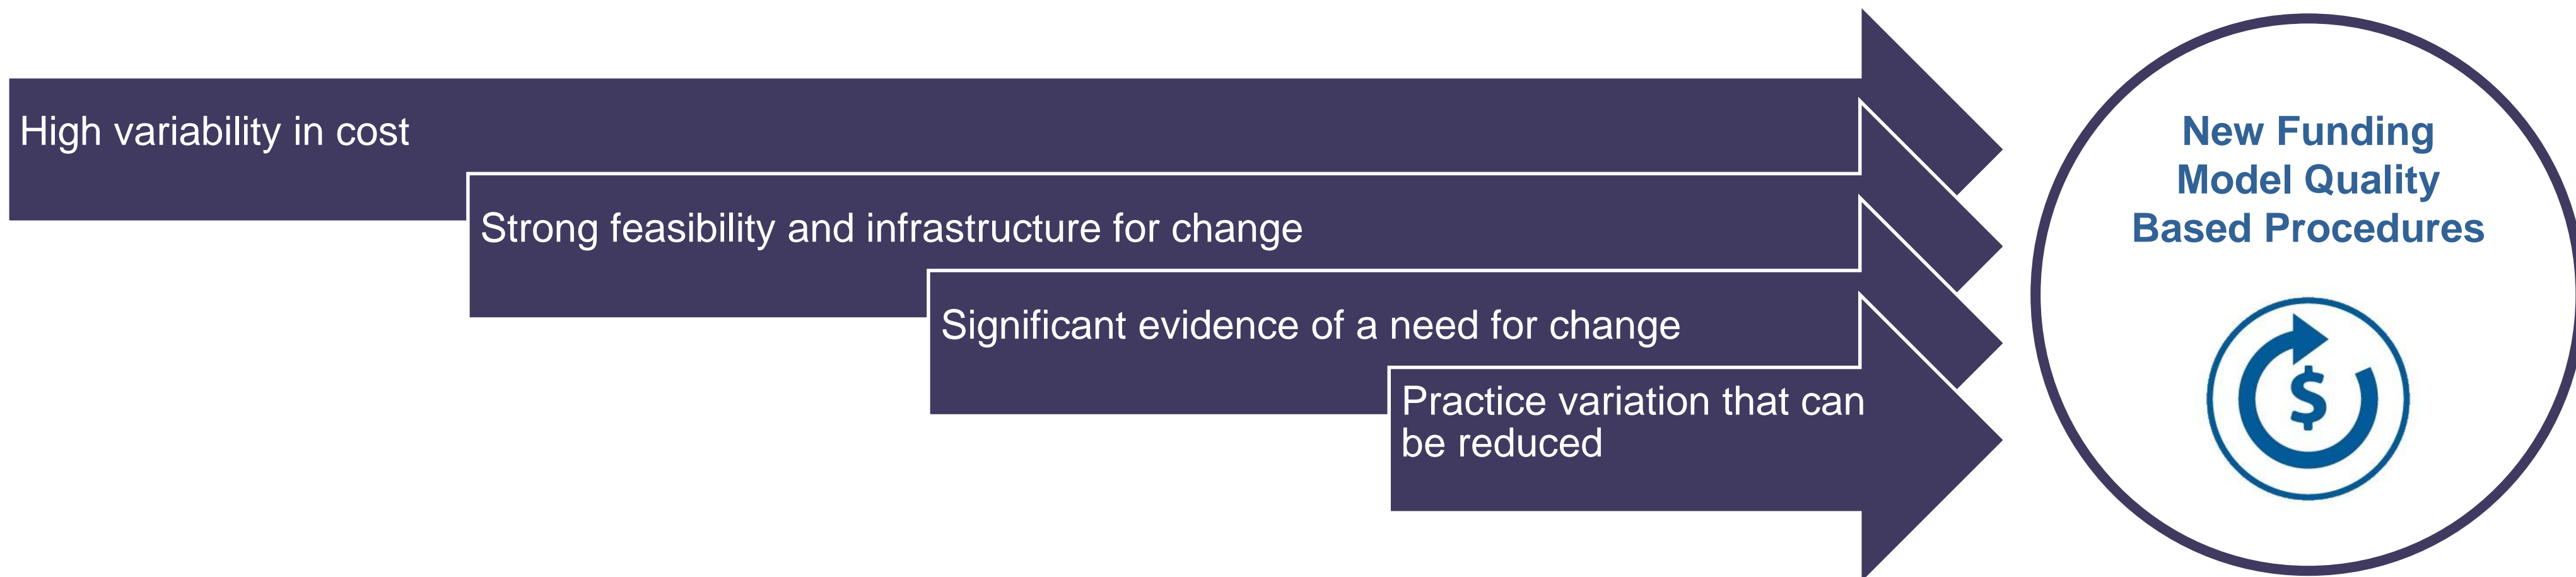 High variability in cost
Strong feasibility and infrastructure for change
Significant evidence of a need for change
Practice variation that can
be reduced
New Funding
Model Quality
Based Procedures
$